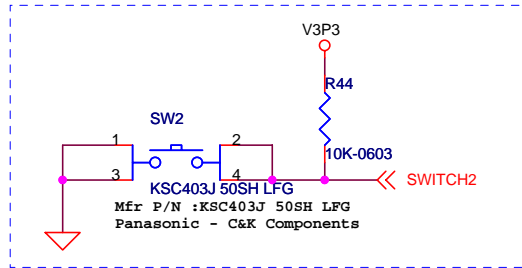 V3P3
R44
SW2
1
2
10K-0603
3
4
SWITCH2
KSC403J 50SH LFG
Mfr P/N :KSC403J 50SH LFG
Panasonic - C&K Components